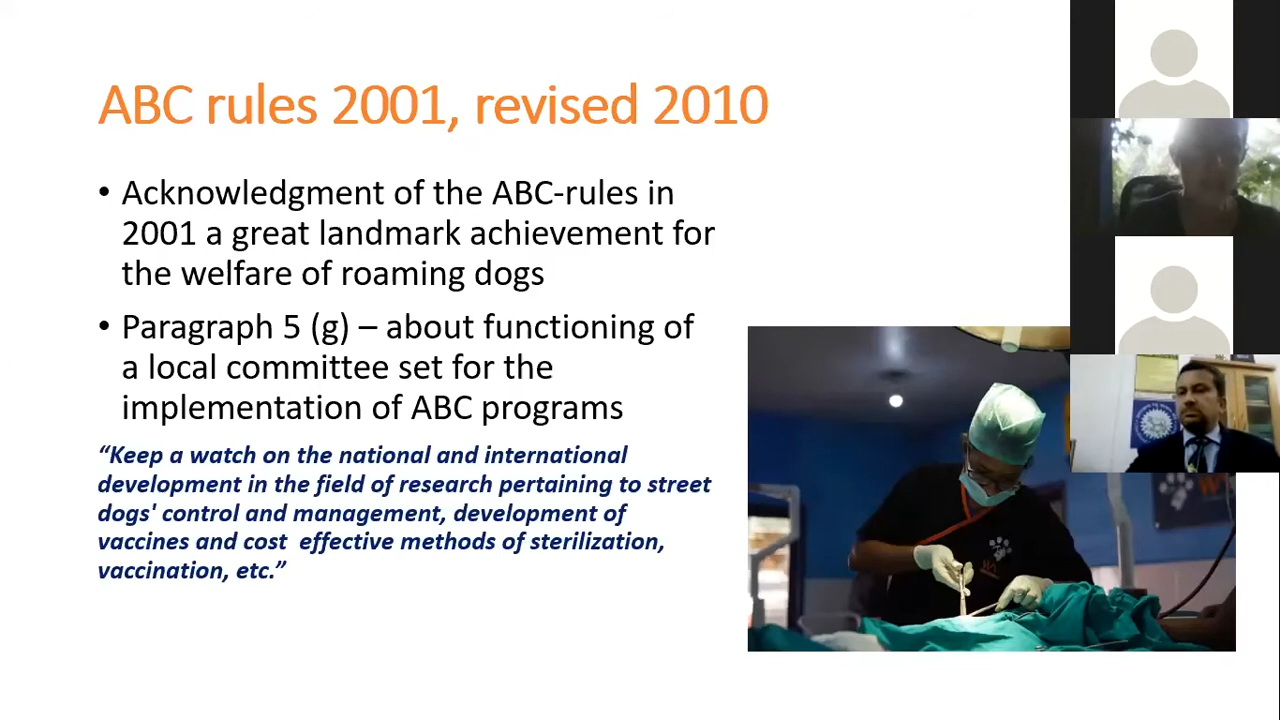 ABC rules 2001, revised 2010
• Acknowledgment of the ABC-rules in
2001 a great landmark achievement for
the welfare of roaming dogs
• Paragraph 5 (g) – about functioning of
a local committee set for the
implementation of ABC programs
“Keep a watch on the national and international
development in the field of research pertaining to street
dogs' control and management, development of
vaccines and cost  effective methods of sterilization,
vaccination, etc.”